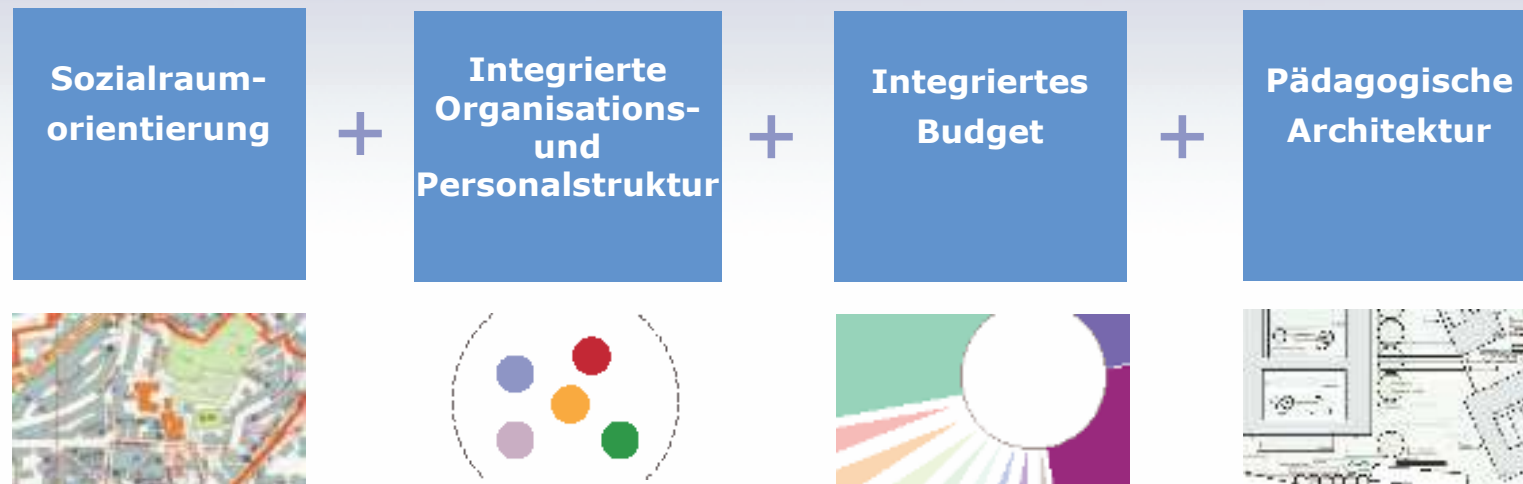 Sozialraum-
orientierung
+
Integrierte
Organisations-
und
Personalstruktur
+
Integriertes
Budget
+
Pädagogische
Architektur